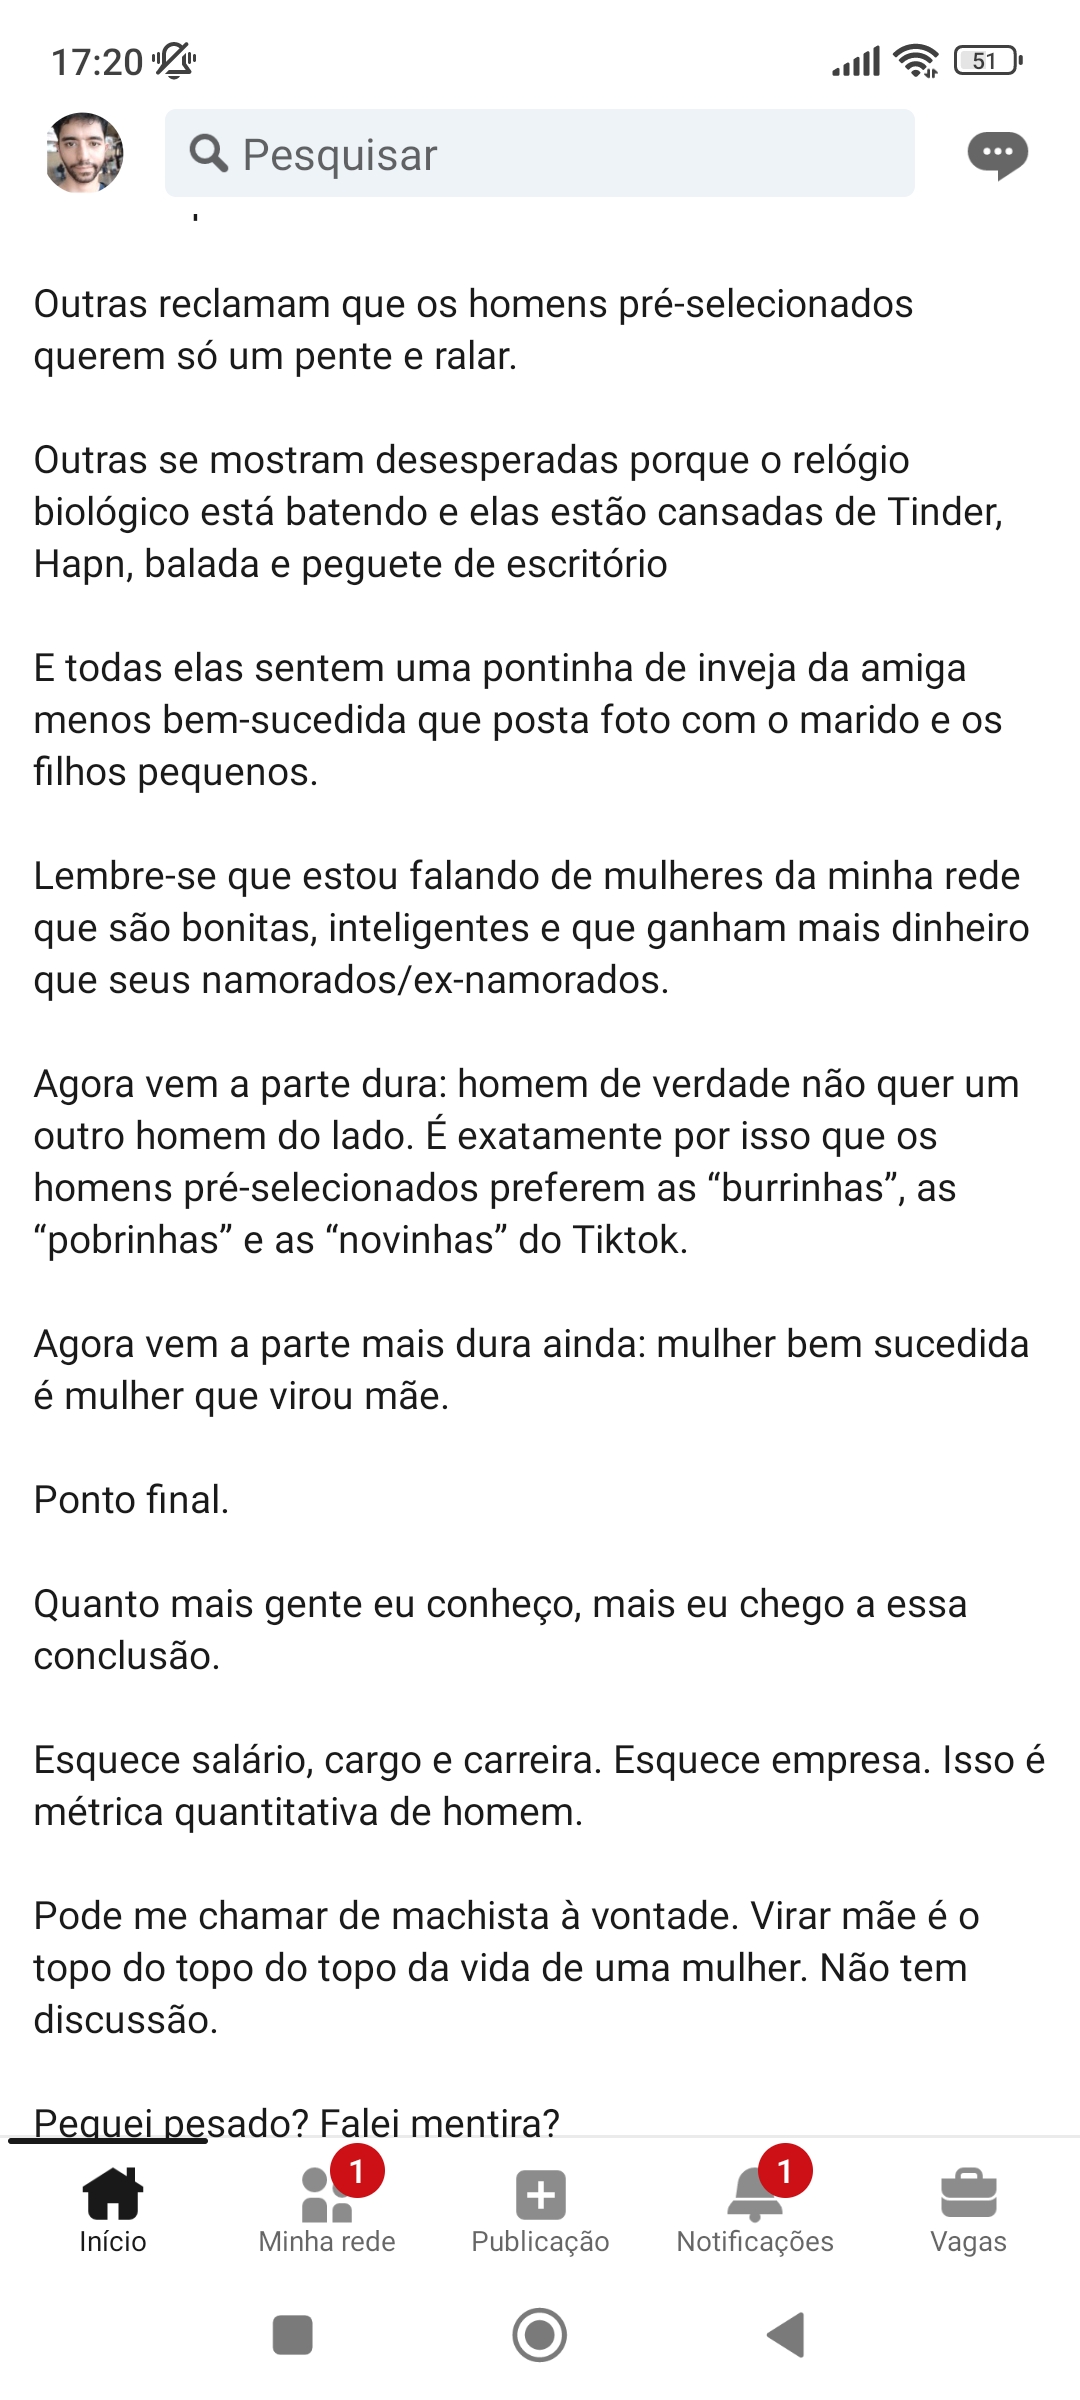 17:20
51
Pesquisar
Outras reclamam que os homens pré-selecionados
querem só um pente e ralar.
Outras se mostram desesperadas porque o relógio
biológico está batendo e elas estão cansadas de Tinder,
Hapn, balada e peguete de escritório
E todas elas sentem uma pontinha de inveja da amiga
menos bem-sucedida que posta foto com o marido e os
filhos pequenos.
Lembre-se que estou falando de mulheres da minha rede
que são bonitas, inteligentes e que ganham mais dinheiro
que seus namorados/ex-namorados.
Agora vem a parte dura: homem de verdade não quer um
outro homem do lado. É exatamente por isso que os
homens pré-selecionados preferem as “burrinhas”, as
“pobrinhas” e as “novinhas” do Tiktok.
Agora vem a parte mais dura ainda: mulher bem sucedida
é mulher que virou mãe.
Ponto final.
Quanto mais gente eu conheço, mais eu chego a essa
conclusão.
Esquece salário, cargo e carreira. Esquece empresa. Isso é
métrica quantitativa de homem.
Pode me chamar de machista à vontade. Virar mãe é o
topo do topo do topo da vida de uma mulher. Não tem
discussão.
Peguei pesado? Falei mentira?
1
1
Início
Minha rede
Publicação
Notificações
Vagas